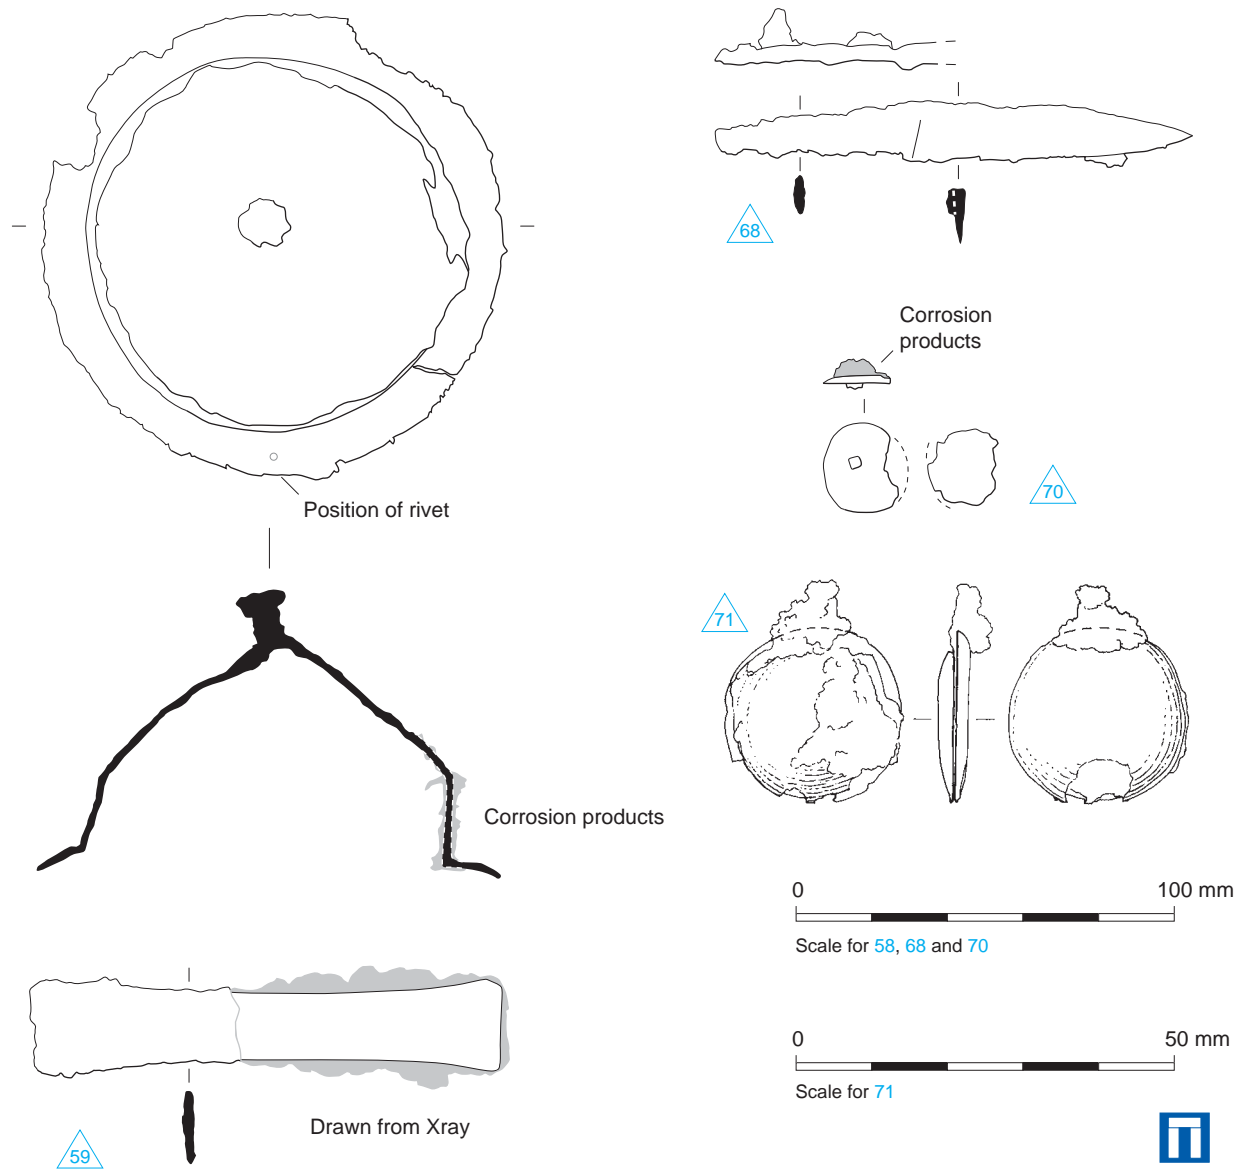 Position of rivet
Corrosion products
Drawn from Xray
59
68
Corrosion
products
70
71
0 100 mm
Scale for 58, 68 and 70
0 50 mm
Scale for 71